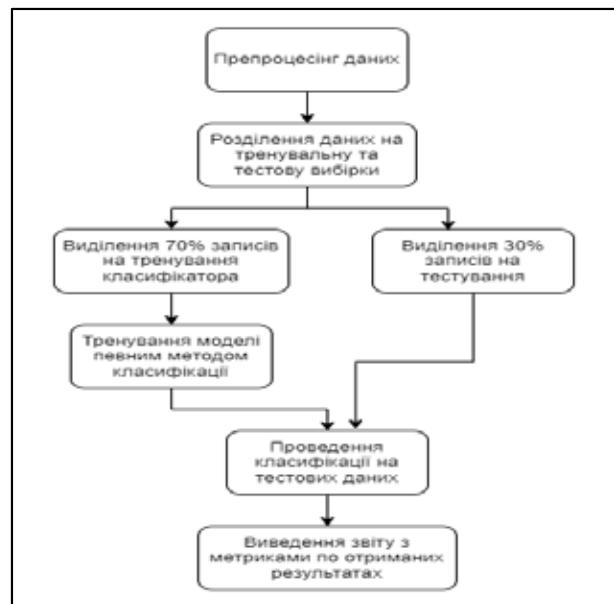 Препроцесінг даних
Розділення даних на
тренувальну та
тестову вибірки
Виділення 70% записів
на тренування
класифікатора
Виділення 30%
записів на
тестування
Тренування моделі
певним методом
класифікації
Проведення
класифікації на
тестових даних
Виведення звіту з
метриками по отриманих
результатах